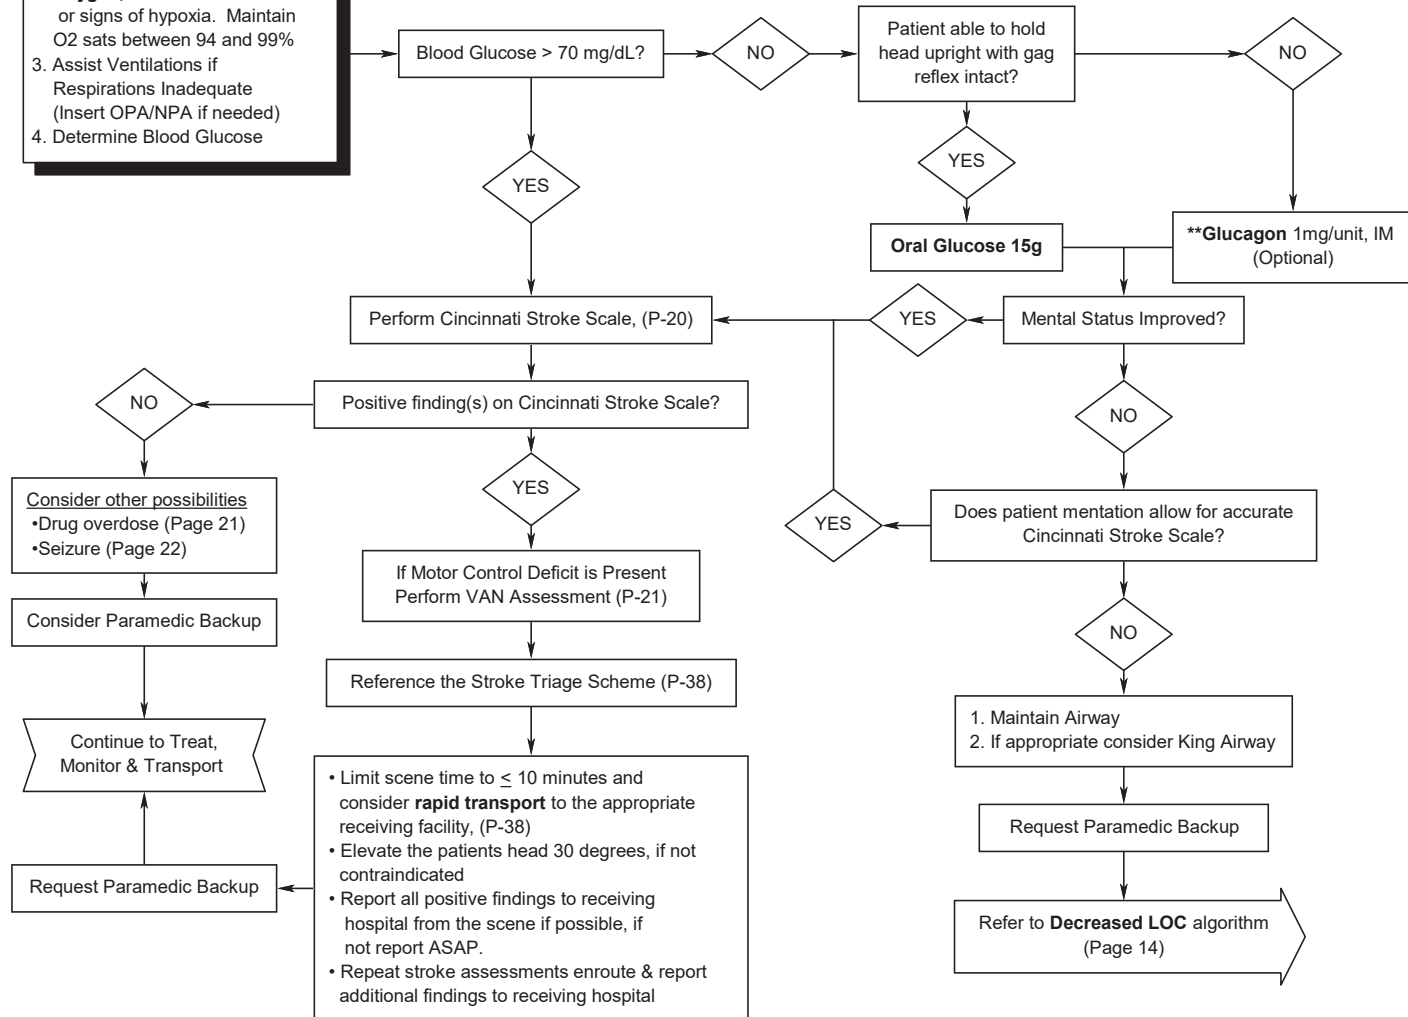 or signs of hypoxia. Maintain
O2 sats between 94 and 99%
3. Assist Ventilations if
Respirations Inadequate
(Insert OPA/NPA if needed)
4. Determine Blood Glucose
Blood Glucose > 70 mg/dL?
NO
Patient able to hold
head upright with gag
reflex intact?
NO
YES
YES
Oral Glucose 15g
**Glucagon 1mg/unit, IM
(Optional)
Perform Cincinnati Stroke Scale, (P-20)
YES
Mental Status Improved?
NO
Positive finding(s) on Cincinnati Stroke Scale?
NO
YES
Consider other possibilities
•Drug overdose (Page 21)
•Seizure (Page 22)
YES
Does patient mentation allow for accurate
Cincinnati Stroke Scale?
If Motor Control Deficit is Present
Perform VAN Assessment (P-21)
Consider Paramedic Backup
NO
Reference the Stroke Triage Scheme (P-38)
1. Maintain Airway
2. If appropriate consider King Airway
Continue to Treat,
Monitor & Transport
• Limit scene time to ≤ 10 minutes and
consider rapid transport to the appropriate
receiving facility, (P-38)
• Elevate the patients head 30 degrees, if not
contraindicated
• Report all positive findings to receiving
hospital from the scene if possible, if
not report ASAP.
• Repeat stroke assessments enroute & report
additional findings to receiving hospital
Request Paramedic Backup
Request Paramedic Backup
Refer to Decreased LOC algorithm
(Page 14)